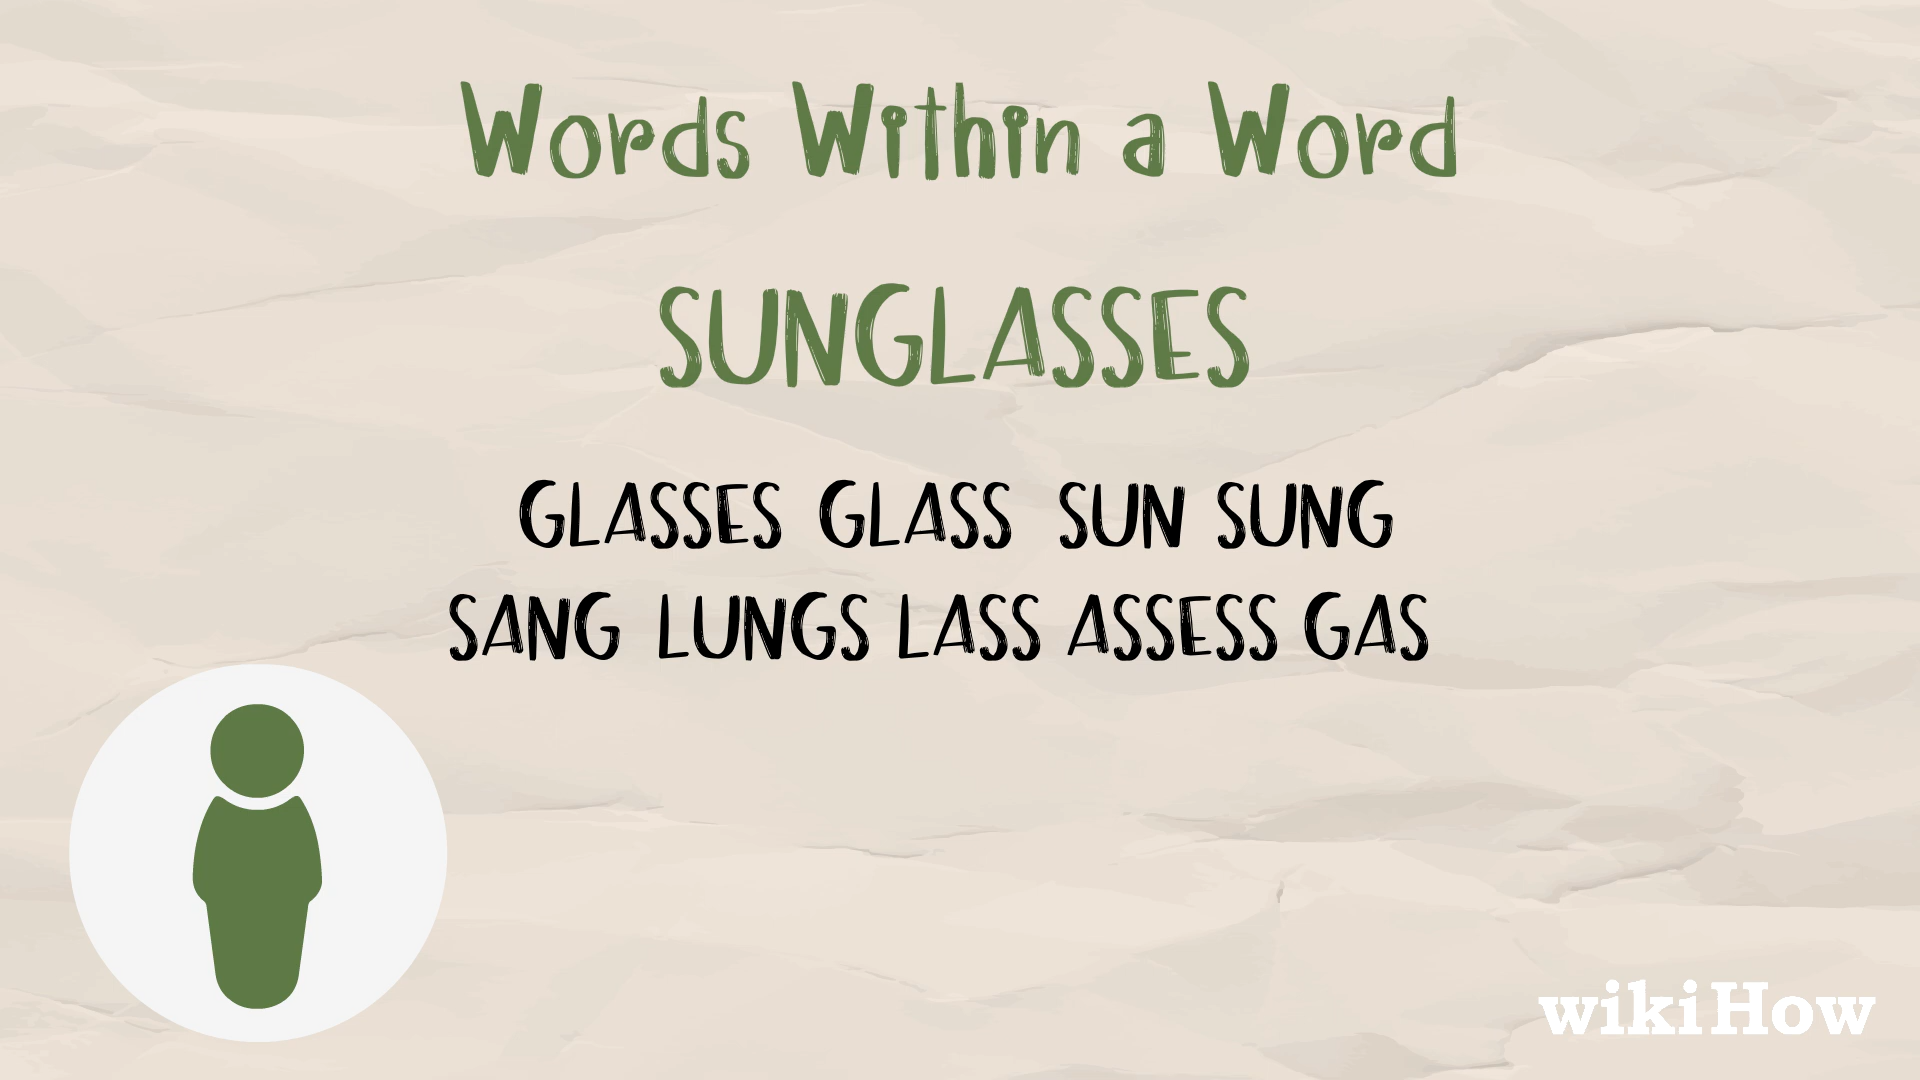 Words Within a Word
SUNGLASSES
GLASSES GLASS SUN SUNG
SANG LUNGS LASS ASSESS GAS
wikiHow